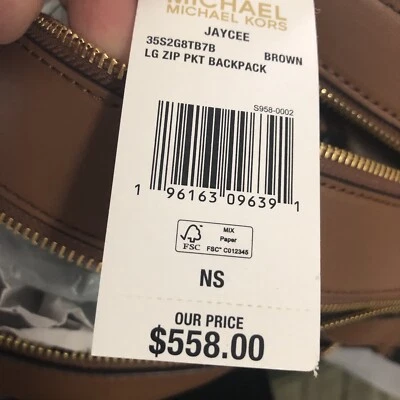 MICHAEL
MICHAEL KORS
JAYCEE
35S2G8TB7B BROWN
LG ZIP PKT BACKPACK
S958-0002
1 96163 09639 1
FSC
MIX
Paper
FSC® C012345
NS
OUR PRICE
$558.00